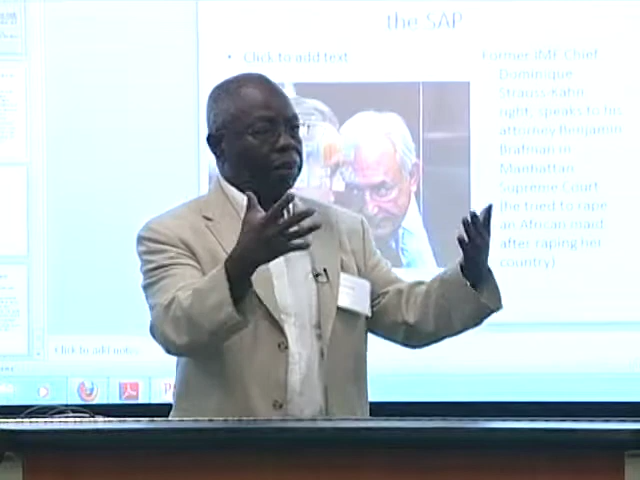 the SAP
• Click to add text
Former IMF Chief
Dominique
Strauss-Kahn
right, speaks to his
attorney Benjamin
Brafman in
Manhattan
Supreme Court
(he tried to rape
an African maid
after raping her
country)
Click to add notes